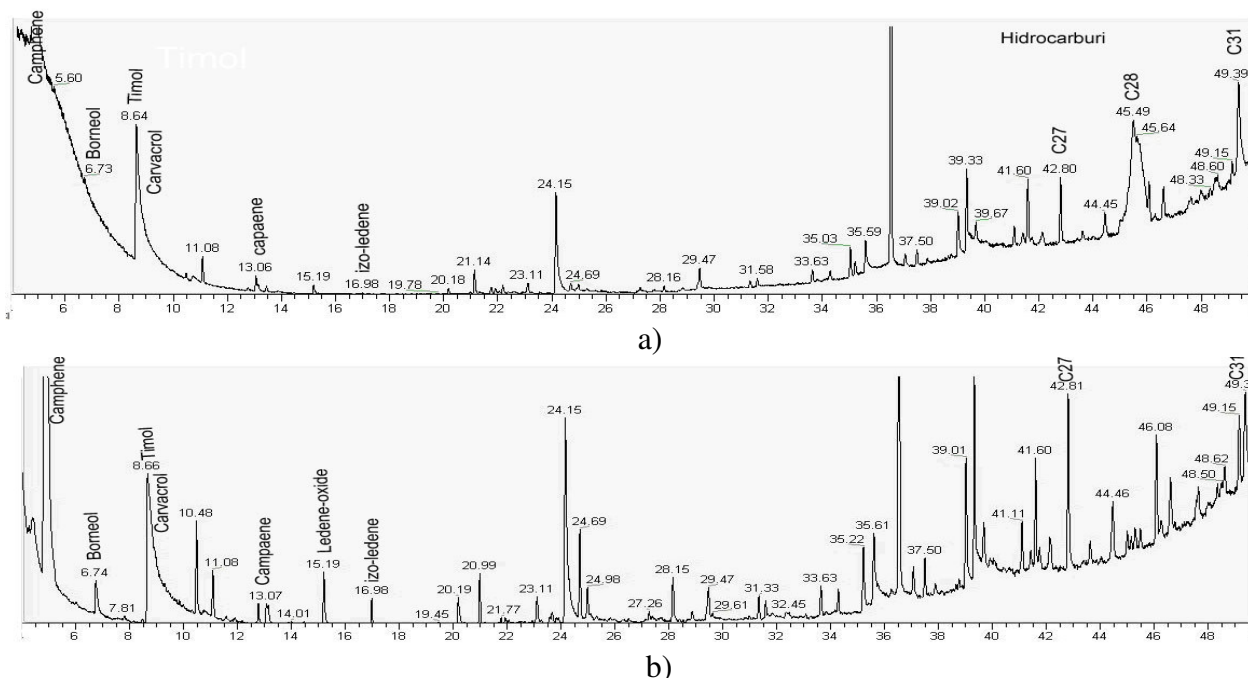 Timol
Hidrocarburi
Camphene
5.60
Borneol
6.73
Timol
8.64
Carvacrol
11.08
capaene
13.06
15.19
izo-ledene
16.98
19.78
20.18
21.14
23.11
24.15
24.69
28.16
29.47
31.58
33.63
35.03
35.59
37.50
39.02
39.33
39.67
41.60
C27
42.80
44.45
C28
45.49
45.64
48.33
48.60
49.15
C31
49.39
6 8 10 12 14 16 18 20 22 24 26 28 30 32 34 36 38 40 42 44 46 48
a)
Camphene
Borneol
6.74
7.81
Timol
8.66
Carvacrol
10.48
11.08
Campaene
13.07
14.01
Ledene-oxide
15.19
izo-ledene
16.98
19.45
20.19
20.99
21.77
23.11
24.15
24.69
24.98
27.26
28.15
29.47
29.61
31.33
32.45
33.63
35.22
35.61
37.50
39.01
41.11
41.60
C27
42.81
44.46
46.08
48.50
48.62
49.15
C31
49.3
6 8 10 12 14 16 18 20 22 24 26 28 30 32 34 36 38 40 42 44 46 48
b)